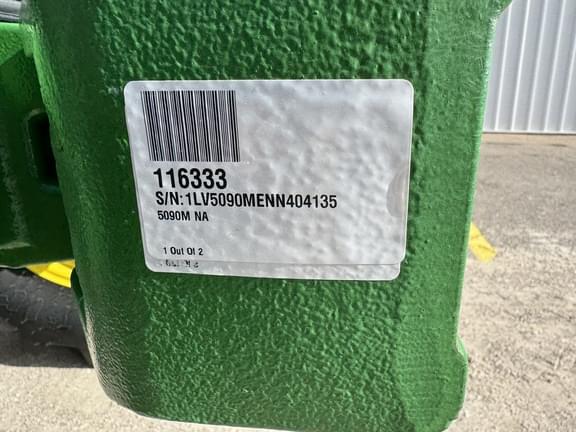 116333
S/N:1LV5090MENN404135
5090M NA
1 Out Of 2